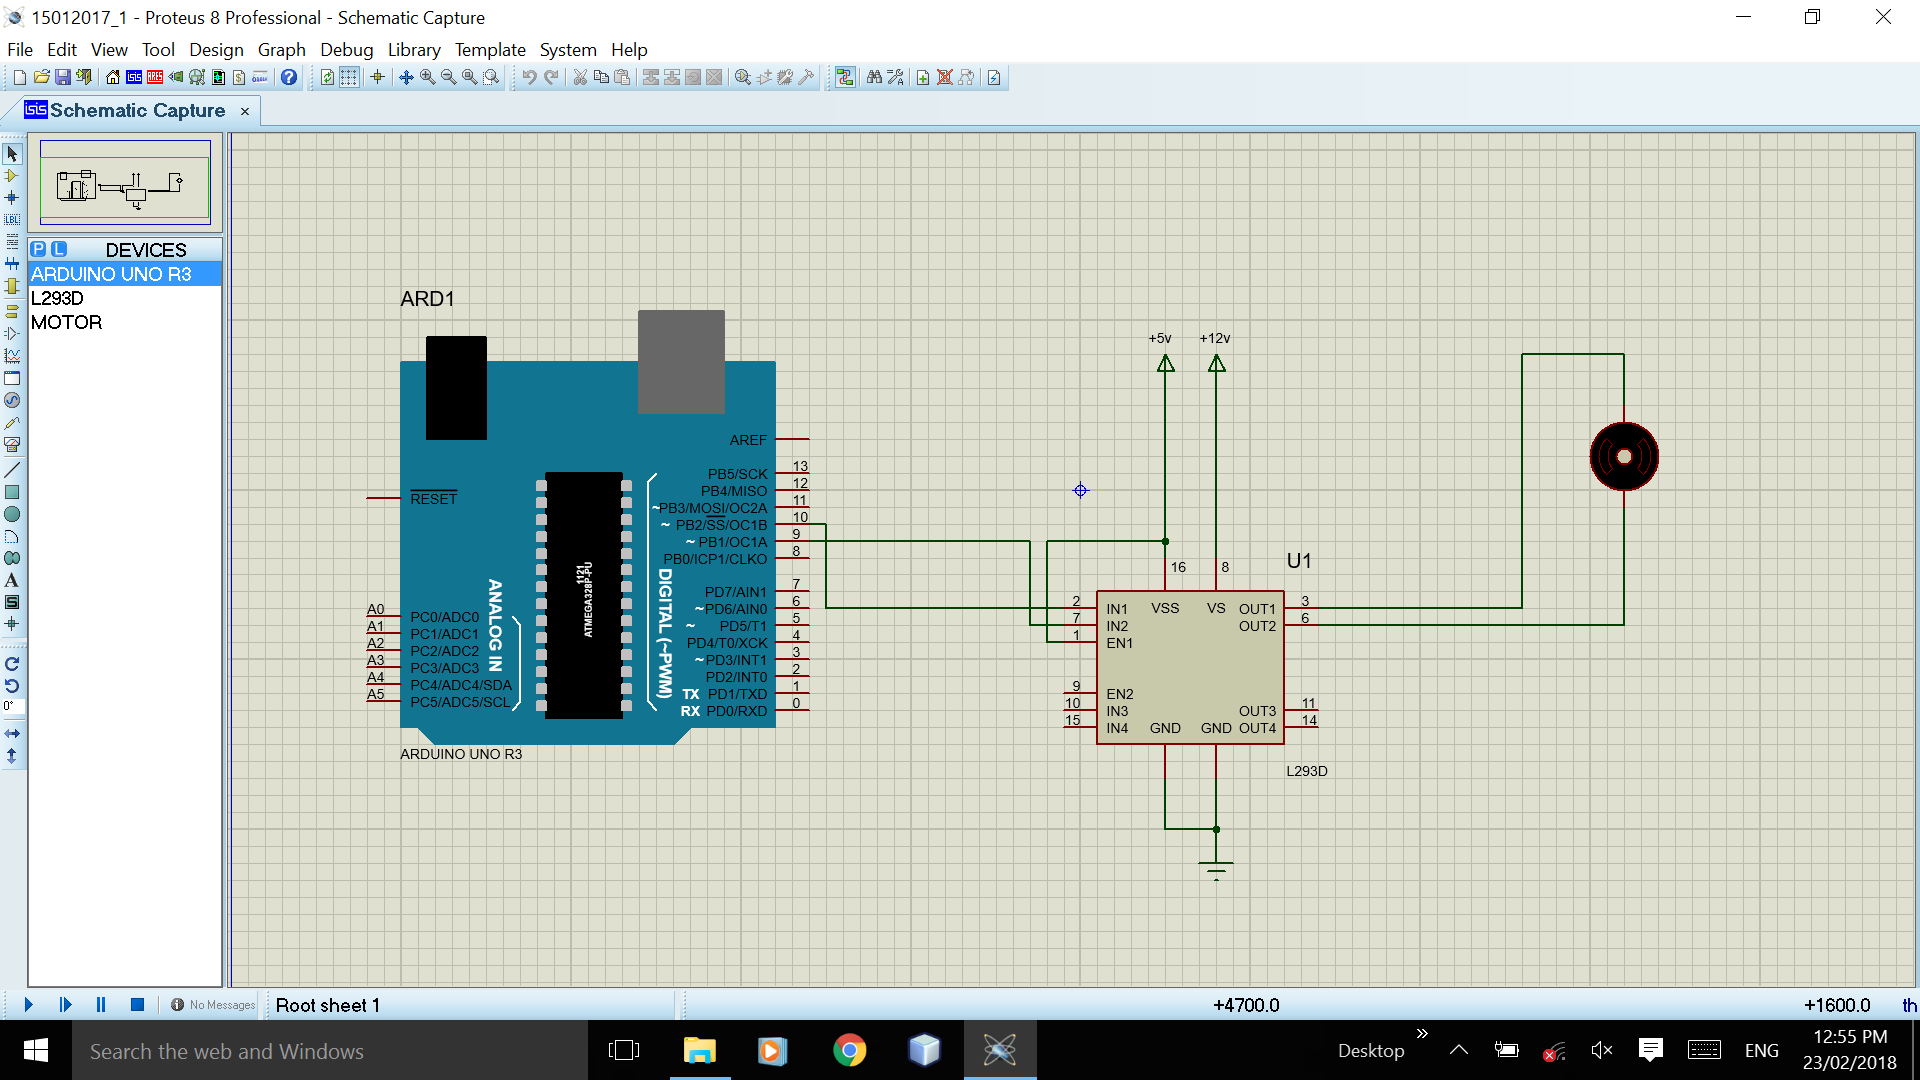 15012017_1 - Proteus 8 Professional - Schematic Capture
File Edit View Tool Design Graph Debug Library Template System Help
isis ARES
isis Schematic Capture ×
LBL
P L DEVICES
ARDUINO UNO R3
L293D
MOTOR
A
S
0°
ARD1
AREF
PB5/SCK 13
PB4/MISO 12
~PB3/MOSI/OC2A 11
~ PB2/SS/OC1B 10
~ PB1/OC1A 9
PB0/ICP1/CLKO 8
PD7/AIN1 7
~PD6/AIN0 6
~ PD5/T1 5
PD4/T0/XCK 4
~PD3/INT1 3
PD2/INT0 2
TX PD1/TXD 1
RX PD0/RXD 0
RESET
A0 PC0/ADC0
A1 PC1/ADC1
A2 PC2/ADC2
A3 PC3/ADC3
A4 PC4/ADC4/SDA
A5 PC5/ADC5/SCL
ANALOG IN
1121
ATMEGA328P-PU
DIGITAL (~PWM)
ARDUINO UNO R3
+5v +12v
U1
16 8
2 IN1 VSS VS OUT1 3
7 IN2 OUT2 6
1 EN1
9 EN2
10 IN3 OUT3 11
15 IN4 GND GND OUT4 14
L293D
No Messages Root sheet 1 +4700.0 +1600.0 th
Search the web and Windows
Desktop » ENG 12:55 PM
23/02/2018